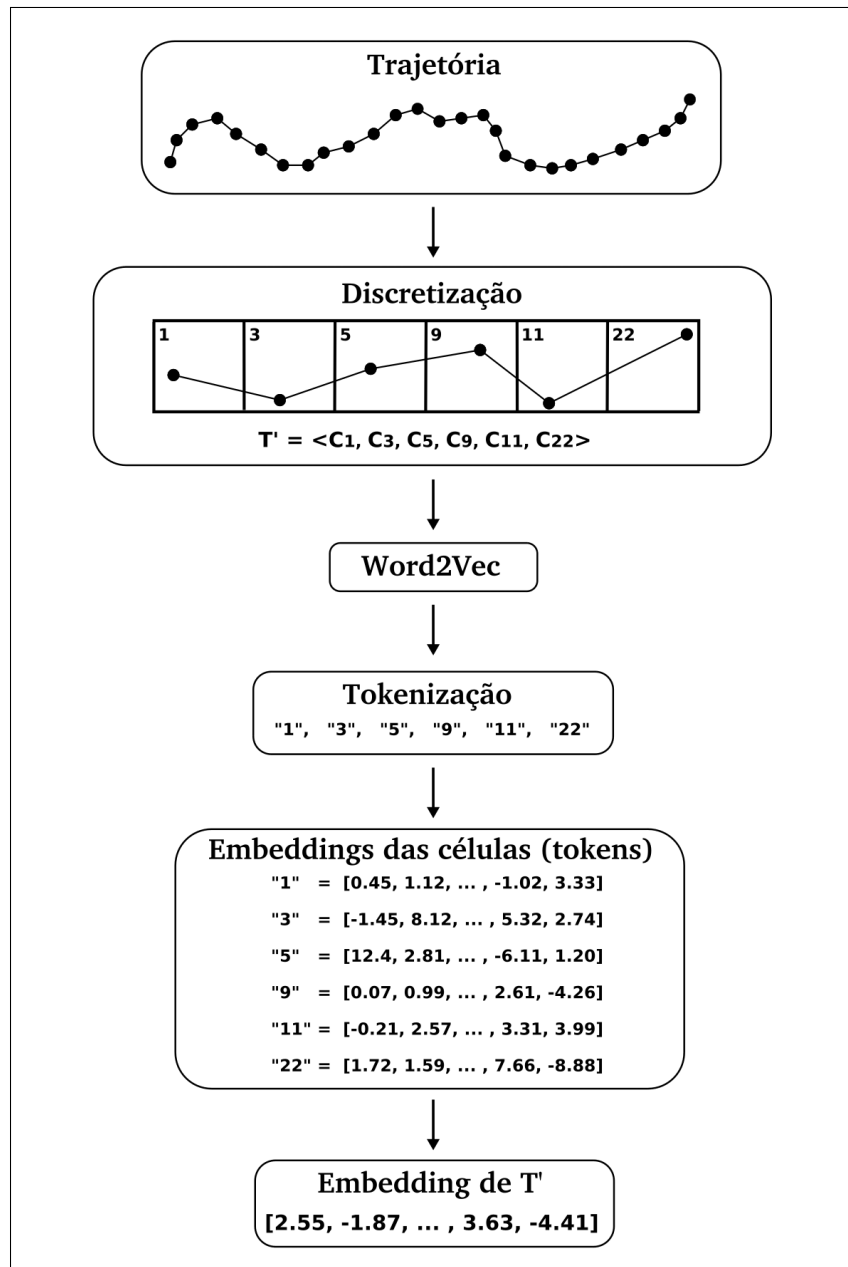 Trajetória
Discretização
1 3 5 9 11 22
T' = <C1, C3, C5, C9, C11, C22>
Word2Vec
Tokenização
"1", "3", "5", "9", "11", "22"
Embeddings das células (tokens)
"1" = [0.45, 1.12, ... , -1.02, 3.33]
"3" = [-1.45, 8.12, ... , 5.32, 2.74]
"5" = [12.4, 2.81, ... , -6.11, 1.20]
"9" = [0.07, 0.99, ... , 2.61, -4.26]
"11" = [-0.21, 2.57, ... , 3.31, 3.99]
"22" = [1.72, 1.59, ... , 7.66, -8.88]
Embedding de T'
[2.55, -1.87, ... , 3.63, -4.41]